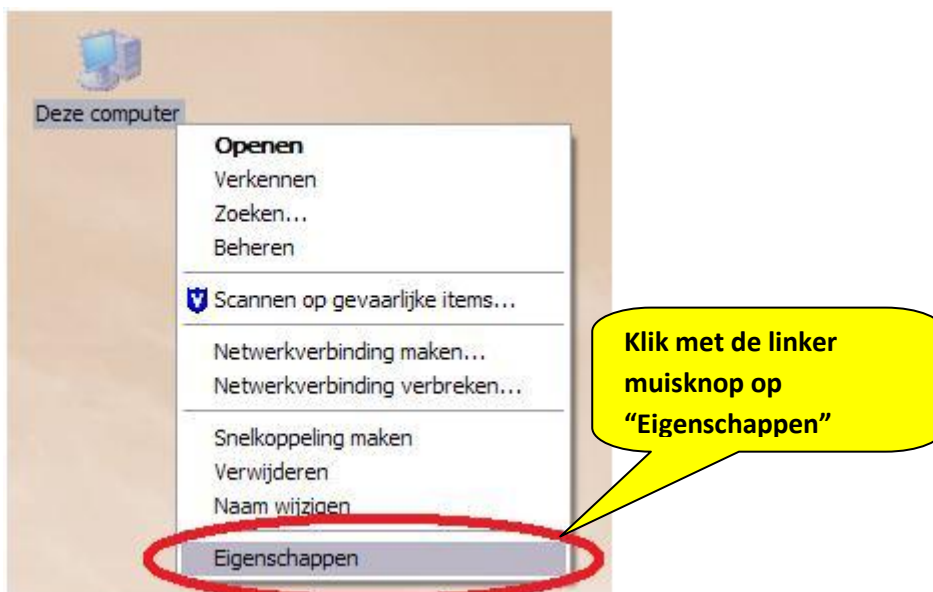 Deze computer
Openen
Verkennen
Zoeken...
Beheren
Scannen op gevaarlijke items...
Netwerkverbinding maken...
Netwerkverbinding verbreken...
Snelkoppeling maken
Verwijderen
Naam wijzigen
Eigenschappen
Klik met de linker
muisknop op
“Eigenschappen”